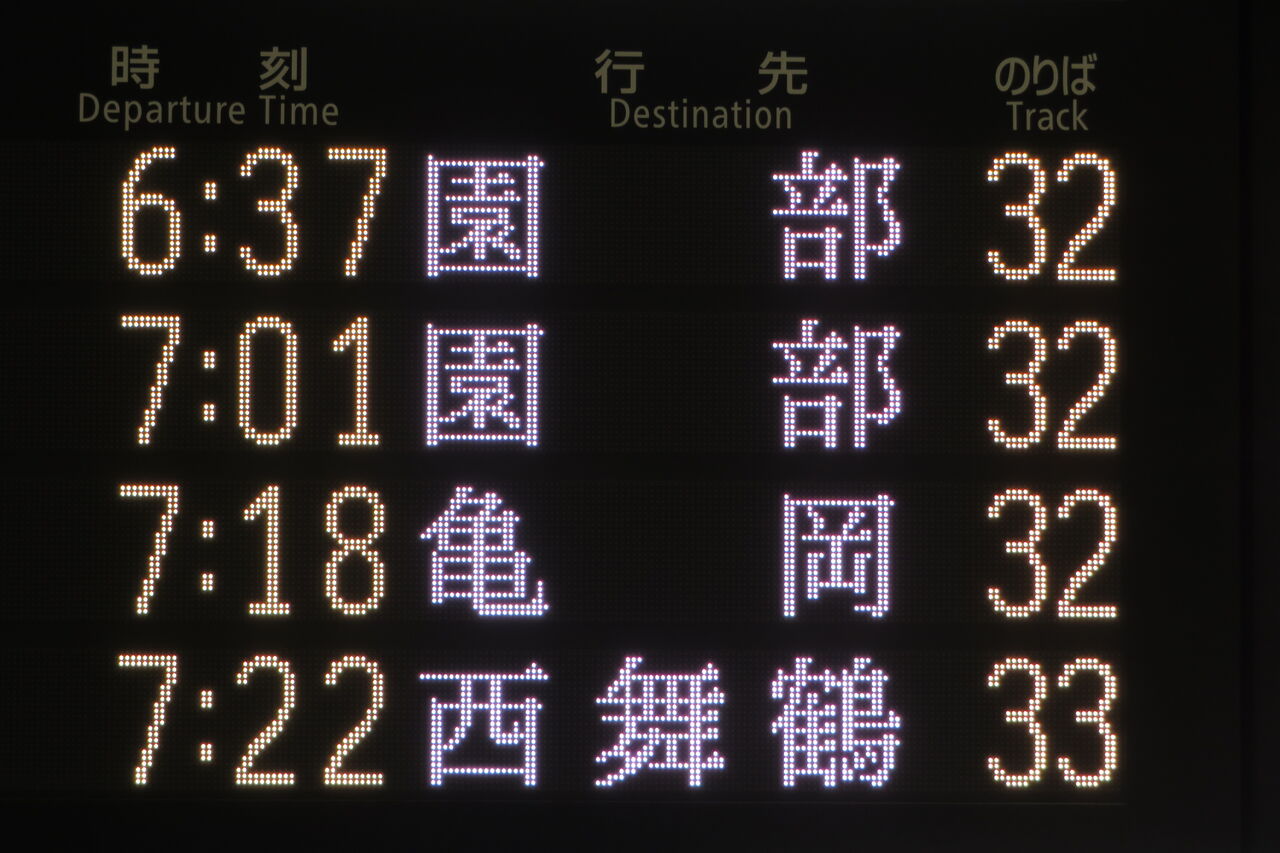 時刻 行先 のりば
Departure Time Destination Track
6:37 園部 32
7:01 園部 32
7:18 亀岡 32
7:22 西舞鶴 33